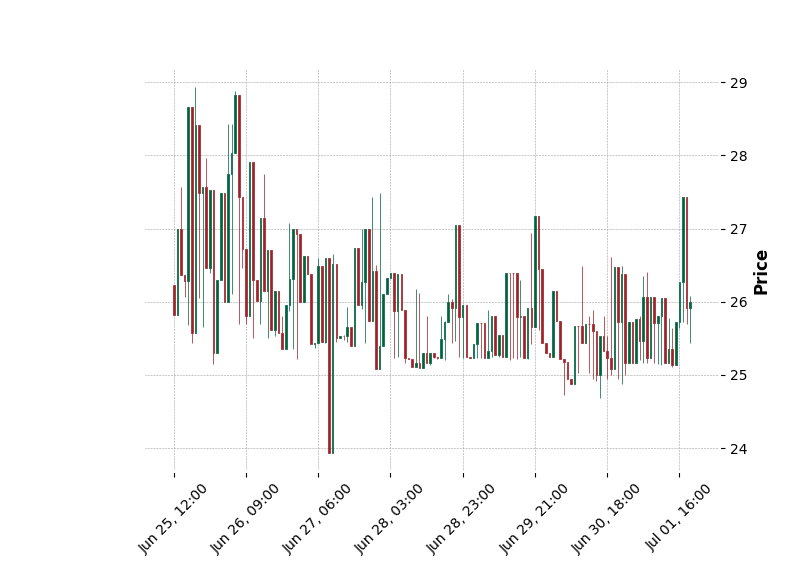 29
28
27
26
25
24
Price
Jun 25, 12:00
Jun 26, 09:00
Jun 27, 06:00
Jun 28, 03:00
Jun 28, 23:00
Jun 29, 21:00
Jun 30, 18:00
Jul 01, 16:00